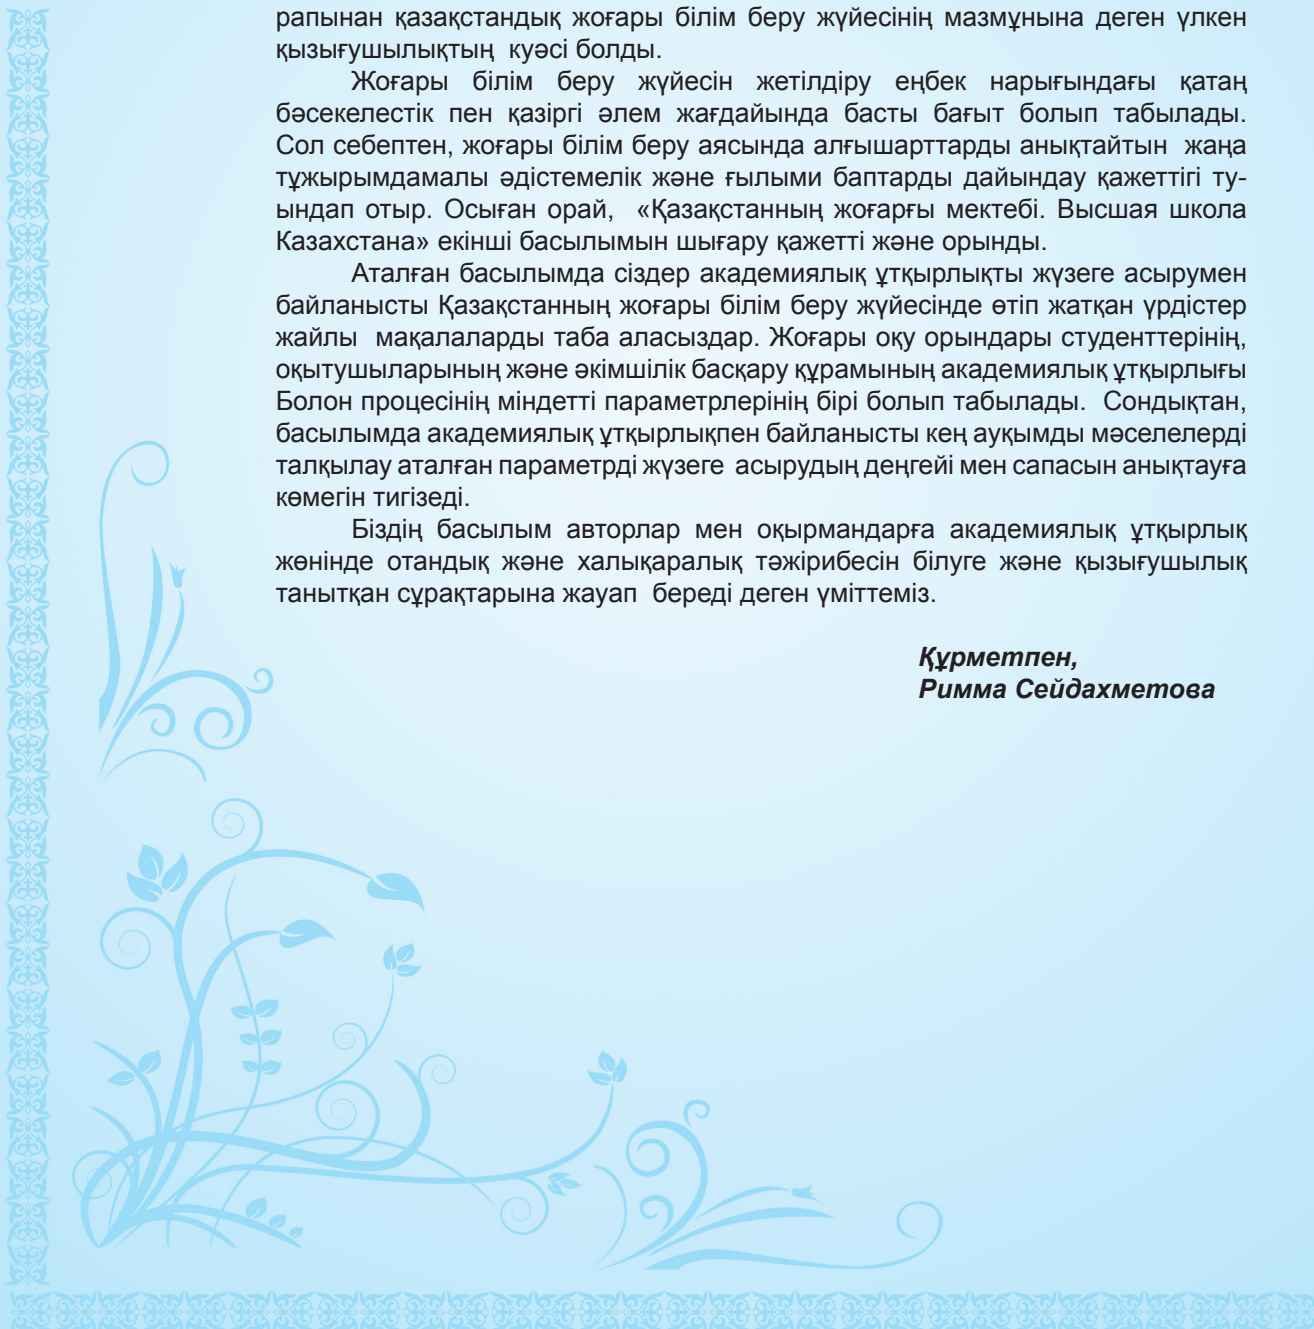 рапынан қазақстандық жоғары білім беру жүйесінің мазмұнына деген үлкен
қызығушылықтың  куәсі болды.
Жоғары білім беру жүйесін жетілдіру еңбек нарығындағы қатаң
бәсекелестік пен қазіргі әлем жағдайында басты бағыт болып табылады.
Сол себептен, жоғары білім беру аясында алғышарттарды анықтайтын  жаңа
тұжырымдамалы әдістемелік және ғылыми баптарды дайындау қажеттігі ту-
ындап отыр. Осыған орай,  «Қазақстанның жоғарғы мектебі. Высшая школа
Казахстана» екінші басылымын шығару қажетті және орынды.
Аталған басылымда сіздер академиялық ұтқырлықты жүзеге асырумен
байланысты Қазақстанның жоғары білім беру жүйесінде өтіп жатқан үрдістер
жайлы  мақалаларды таба аласыздар. Жоғары оқу орындары студенттерінің,
оқытушыларының және әкімшілік басқару құрамының академиялық ұтқырлығы
Болон процесінің міндетті параметрлерінің бірі болып табылады.  Сондықтан,
басылымда академиялық ұтқырлықпен байланысты кең ауқымды мәселелерді
талқылау аталған параметрді жүзеге  асырудың деңгейі мен сапасын анықтауға
көмегін тигізеді.
Біздің басылым авторлар мен оқырмандарға академиялық ұтқырлық
жөнінде отандық және халықаралық тәжірибесін білуге және қызығушылық
танытқан сұрақтарына жауап  береді деген үміттеміз.
Құрметпен,
Римма Сейдахметова